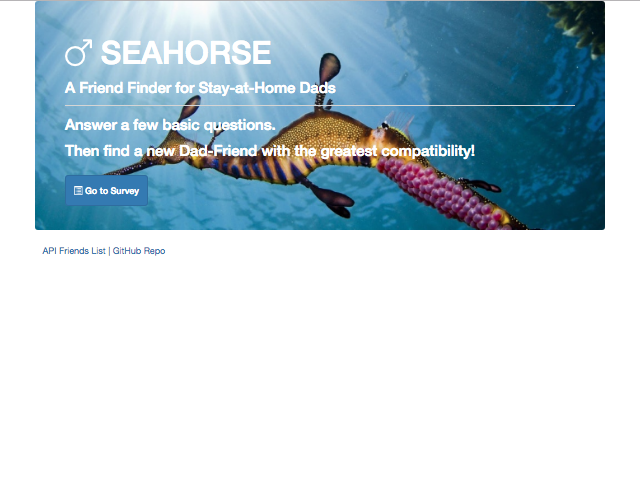 ♂ SEAHORSE
A Friend Finder for Stay-at-Home Dads
Answer a few basic questions.
Then find a new Dad-Friend with the greatest compatibility!
Go to Survey
API Friends List | GitHub Repo